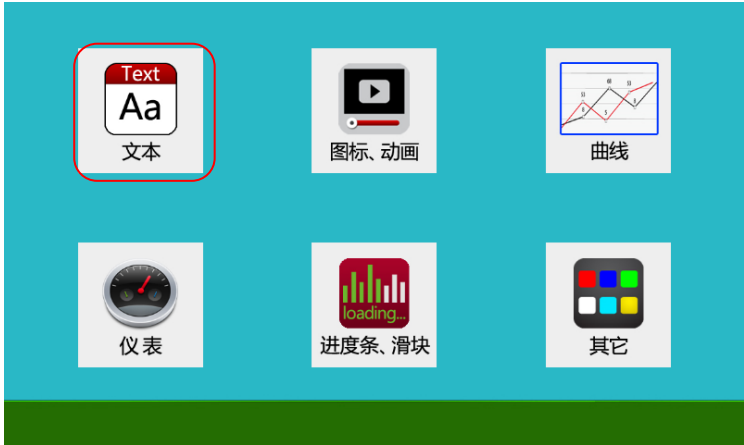 Text
Aa
文本
图标、动画
曲线
仪表
loading...
进度条、滑块
其它